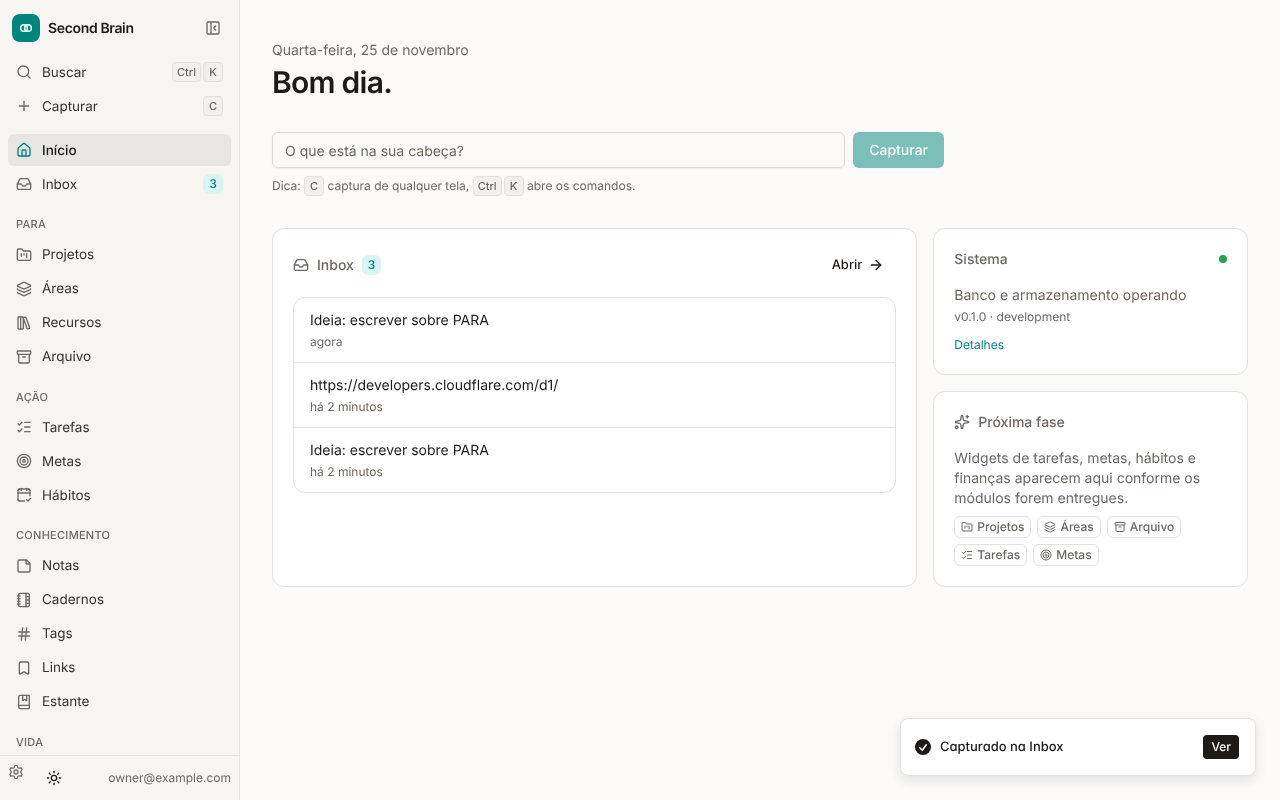 Second Brain
Buscar Ctrl K
Capturar C
Início
Inbox 3
PARA
Projetos
Áreas
Recursos
Arquivo
AÇÃO
Tarefas
Metas
Hábitos
CONHECIMENTO
Notas
Cadernos
Tags
Links
Estante
VIDA
owner@example.com
Quarta-feira, 25 de novembro
Bom dia.
O que está na sua cabeça? Capturar
Dica: C captura de qualquer tela, Ctrl K abre os comandos.
Inbox 3 Abrir
Ideia: escrever sobre PARA
agora
https://developers.cloudflare.com/d1/
há 2 minutos
Ideia: escrever sobre PARA
há 2 minutos
Sistema
Banco e armazenamento operando
v0.1.0 · development
Detalhes
Próxima fase
Widgets de tarefas, metas, hábitos e
finanças aparecem aqui conforme os
módulos forem entregues.
Projetos Áreas Arquivo
Tarefas Metas
Capturado na Inbox Ver